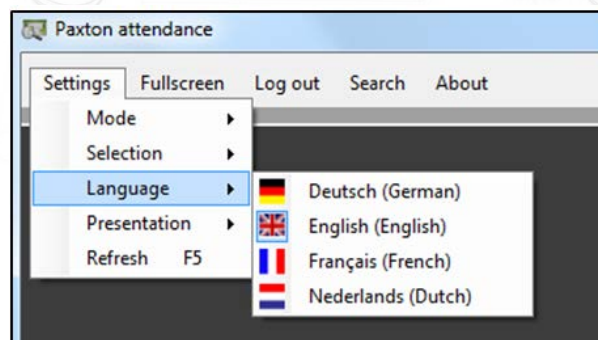 Paxton attendance
Settings Fullscreen Log out Search About
Mode
Selection
Language
Presentation
Refresh F5
Deutsch (German)
English (English)
Français (French)
Nederlands (Dutch)